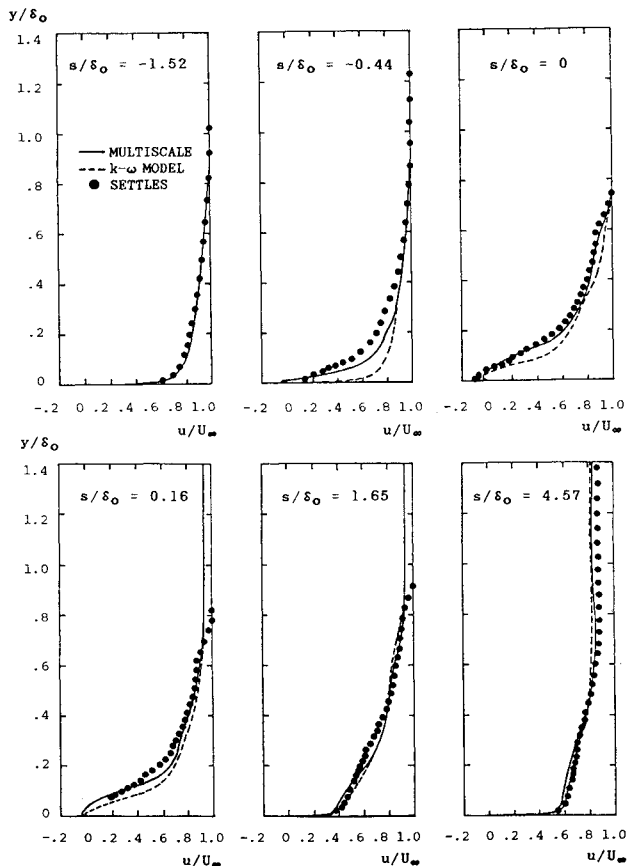 y/δo
1.4
s/δo = -1.52
s/δo = -0.44
s/δo = 0
1.2
1.0
MULTISCALE
k-ω MODEL
.8
SETTLES
.6
.4
.2
0
-.2 0 .2 .4 .6 .8 1.0
-.2 0 .2 .4 .6 .8 1.0
-.2 0 .2 .4 .6 .8 1.0
u/U∞
u/U∞
u/U∞
y/δo
1.4
s/δo = 0.16
s/δo = 1.65
s/δo = 4.57
1.2
1.0
.8
.6
.4
.2
0
-.2 0 .2 .4 .6 .8 1.0
-.2 0 .2 .4 .6 .8 1.0
-.2 0 .2 .4 .6 .8 1.0
u/U∞
u/U∞
u/U∞